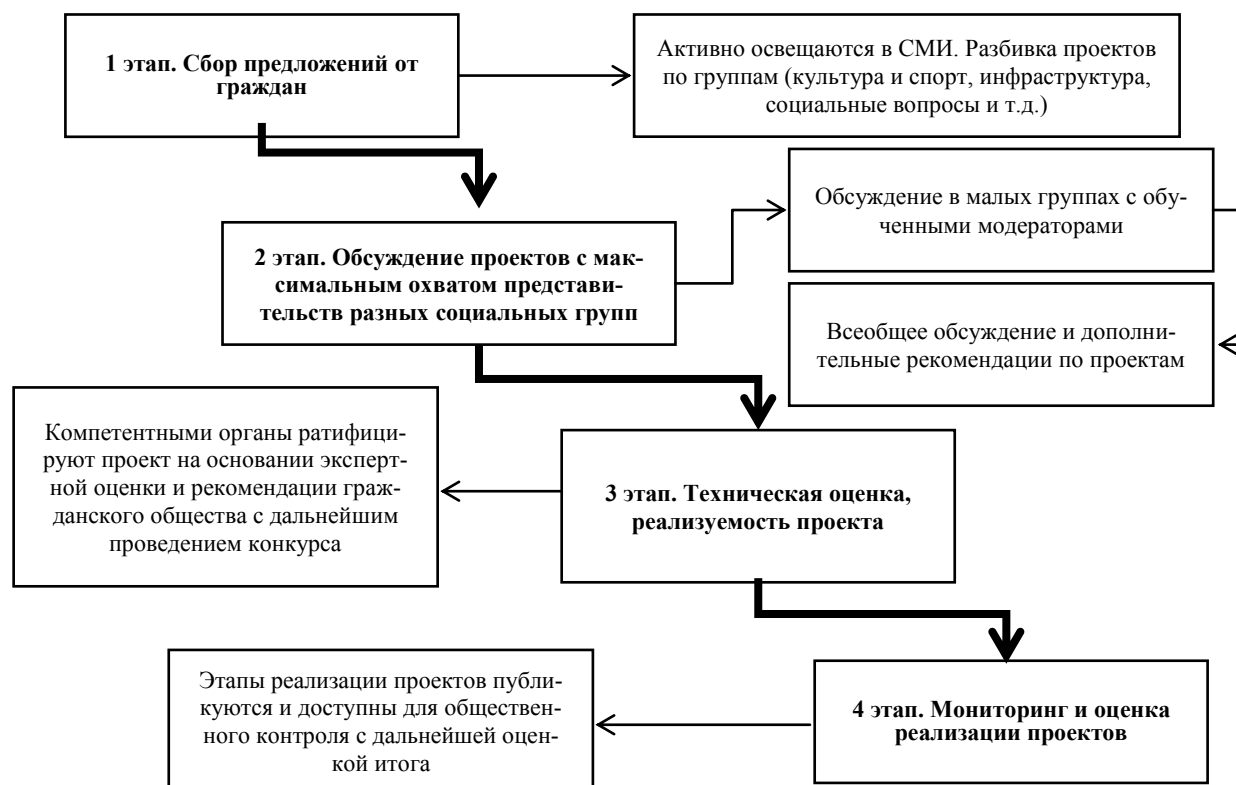 1 этап. Сбор предложений от
граждан
Активно освещаются в СМИ. Разбивка проектов
по группам (культура и спорт, инфраструктура,
социальные вопросы и т.д.)
Обсуждение в малых группах с обу-
ченными модераторами
2 этап. Обсуждение проектов с мак-
симальным охватом представи-
тельств разных социальных групп
Всеобщее обсуждение и дополни-
тельные рекомендации по проектам
Компетентными органы ратифици-
руют проект на основании эксперт-
ной оценки и рекомендации граж-
данского общества с дальнейшим
проведением конкурса
3 этап. Техническая оценка,
реализуемость проекта
Этапы реализации проектов публи-
куются и доступны для обществен-
ного контроля с дальнейшей оцен-
кой итога
4 этап. Мониторинг и оценка
реализации проектов